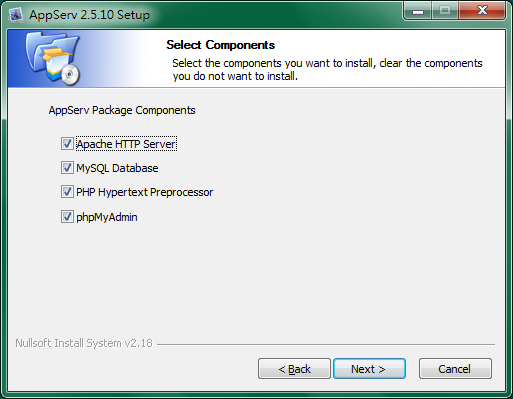 AppServ 2.5.10 Setup
Select Components
Select the components you want to install, clear the components
you do not want to install.
AppServ Package Components
Apache HTTP Server
MySQL Database
PHP Hypertext Preprocessor
phpMyAdmin
Nullsoft Install System v2.18
< Back
Next >
Cancel